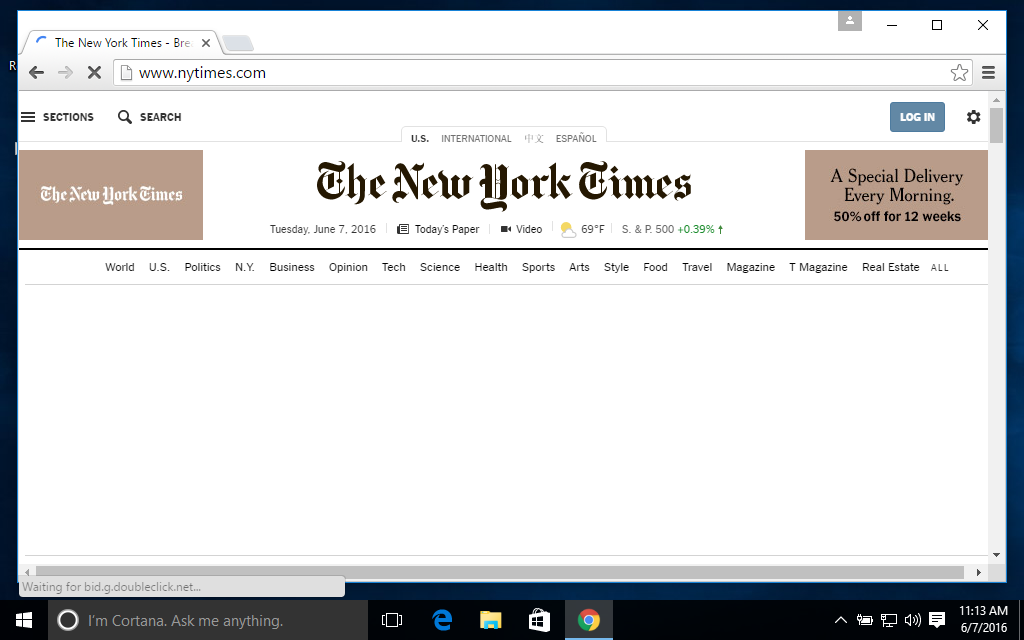 The New York Times - Bre
www.nytimes.com
SECTIONS SEARCH LOG IN
U.S. INTERNATIONAL 中文 ESPAÑOL
The New York Times
The New York Times
A Special Delivery
Every Morning.
50% off for 12 weeks
Tuesday, June 7, 2016 Today's Paper Video 69°F S. & P. 500 +0.39% ↑
World U.S. Politics N.Y. Business Opinion Tech Science Health Sports Arts Style Food Travel Magazine T Magazine Real Estate ALL
Waiting for bid.g.doubleclick.net...
I'm Cortana. Ask me anything.
11:13 AM
6/7/2016